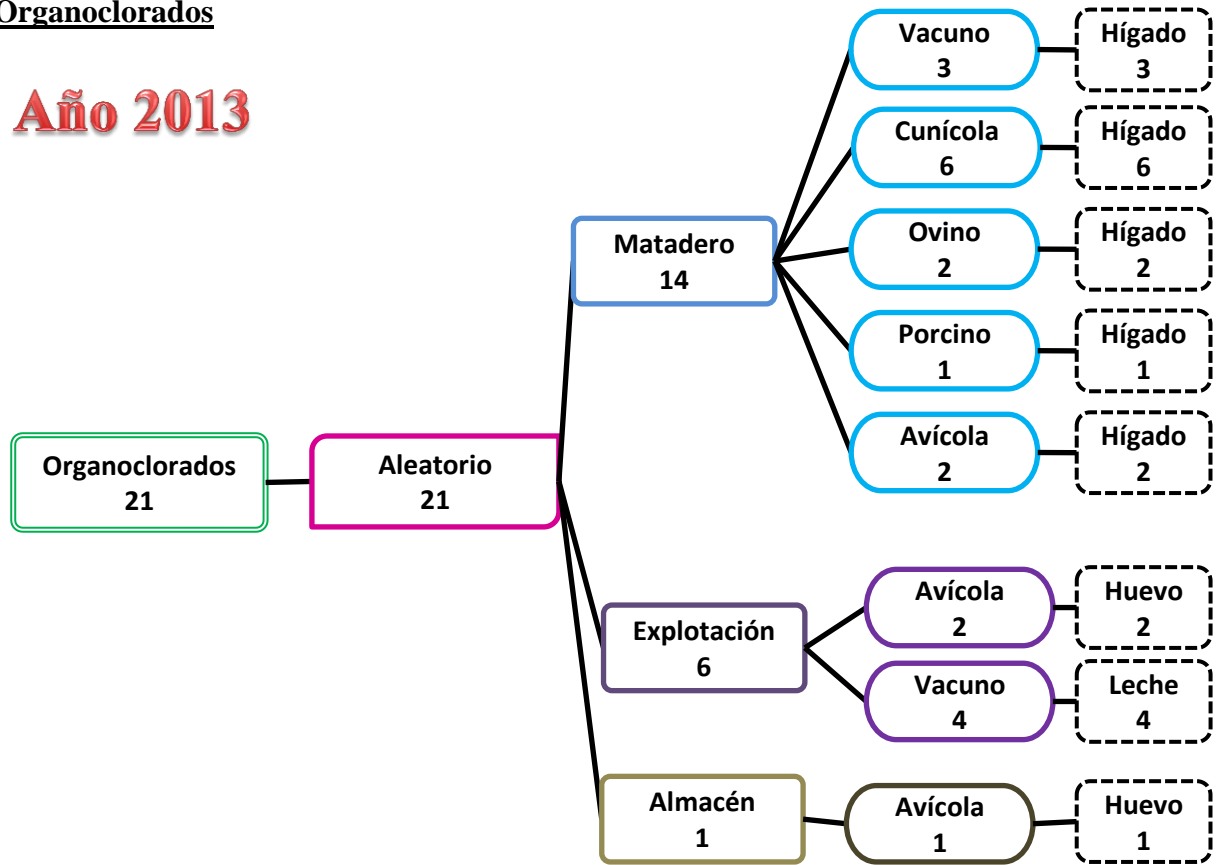 Organoclorados
Año 2013
Organoclorados
21
Aleatorio
21
Matadero
14
Vacuno
3
Hígado
3
Cunícola
6
Hígado
6
Ovino
2
Hígado
2
Porcino
1
Hígado
1
Avícola
2
Hígado
2
Explotación
6
Avícola
2
Huevo
2
Vacuno
4
Leche
4
Almacén
1
Avícola
1
Huevo
1